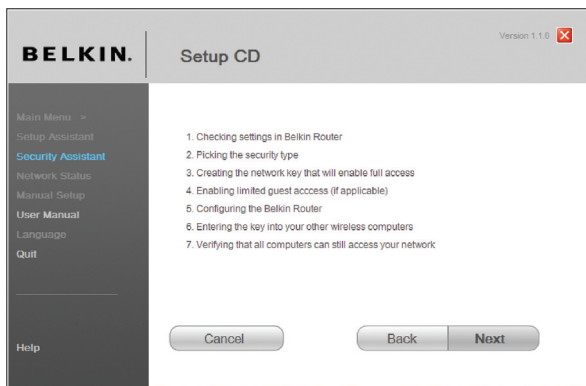 BELKIN.
Setup CD
Version 1.1.0
Main Menu >
Setup Assistant
Security Assistant
Network Status
Manual Setup
User Manual
Language
Quit
Help
1. Checking settings in Belkin Router
2. Picking the security type
3. Creating the network key that will enable full access
4. Enabling limited guest acccess (if applicable)
5. Configuring the Belkin Router
6. Entering the key into your other wireless computers
7. Verifying that all computers can still access your network
Cancel
Back
Next